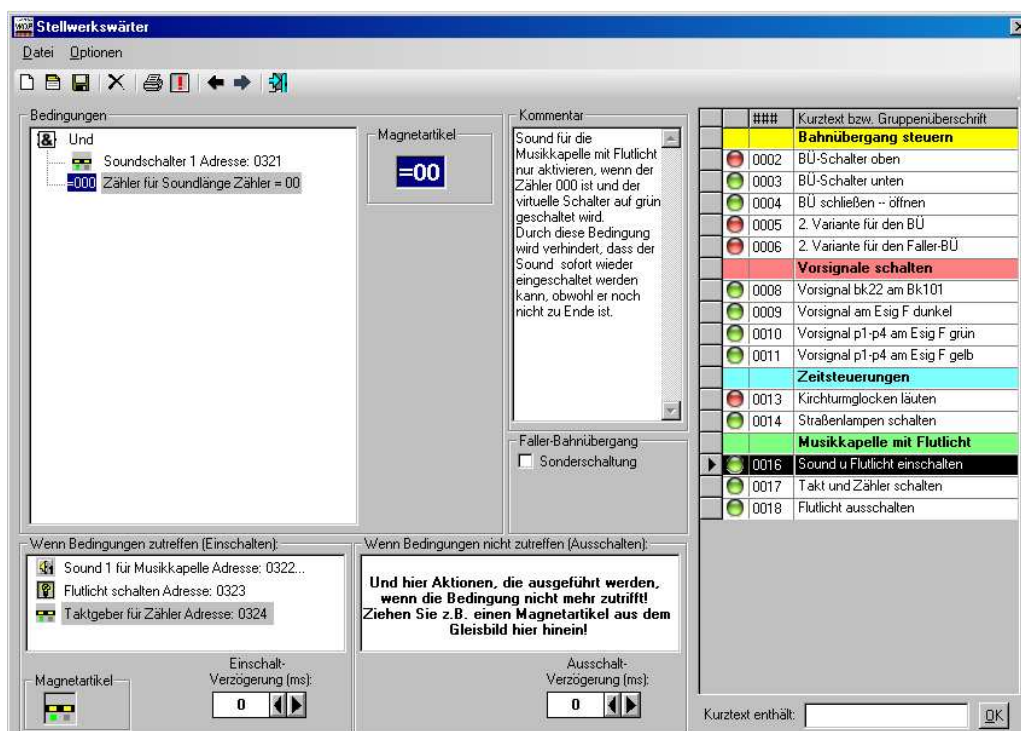 Stellwerkswärter
Datei Optionen
Bedingungen
Und
Soundschalter 1 Adresse: 0321
=000 Zähler für Soundlänge Zähler = 00
Magnetartikel
=00
Kommentar
Sound für die
Musikkapelle mit Flutlicht
nur aktivieren, wenn der
Zähler 000 ist und der
virtuelle Schalter auf grün
geschaltet wird.
Durch diese Bedingung
wird verhindert, dass der
Sound sofort wieder
eingeschaltet werden
kann, obwohl er noch
nicht zu Ende ist.
Faller-Bahnübergang
Sonderschaltung
### Kurztext bzw. Gruppenüberschrift
Bahnübergang steuern
0002 BÜ-Schalter oben
0003 BÜ-Schalter unten
0004 BÜ schließen -- öffnen
0005 2. Variante für den BÜ
0006 2. Variante für den Faller-BÜ
Vorsignale schalten
0008 Vorsignal bk22 am Bk101
0009 Vorsignal am Esig F dunkel
0010 Vorsignal p1-p4 am Esig F grün
0011 Vorsignal p1-p4 am Esig F gelb
Zeitsteuerungen
0013 Kirchturmglocken läuten
0014 Straßenlampen schalten
Musikkapelle mit Flutlicht
0016 Sound u Flutlicht einschalten
0017 Takt und Zähler schalten
0018 Flutlicht ausschalten
Wenn Bedingungen zutreffen (Einschalten):
Sound 1 für Musikkapelle Adresse: 0322...
Flutlicht schalten Adresse: 0323
Taktgeber für Zähler Adresse: 0324
Magnetartikel
Einschalt-
Verzögerung (ms):
0
Wenn Bedingungen nicht zutreffen (Ausschalten):
Und hier Aktionen, die ausgeführt werden,
wenn die Bedingung nicht mehr zutrifft!
Ziehen Sie z.B. einen Magnetartikel aus dem
Gleisbild hier hinein!
Ausschalt-
Verzögerung (ms):
0
Kurztext enthält:
OK